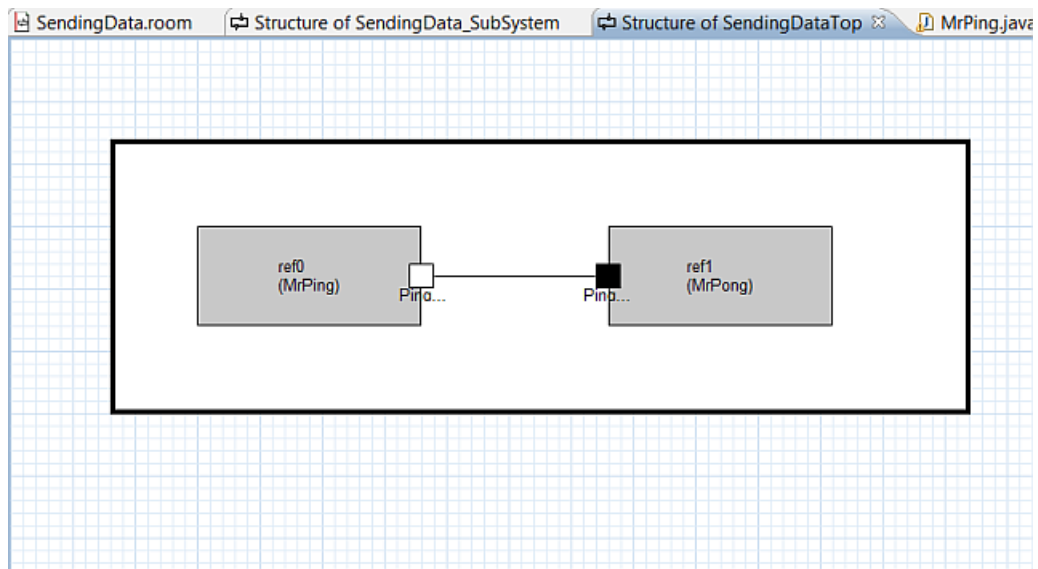 SendingData.room
Structure of SendingData_SubSystem
Structure of SendingDataTop
MrPing.java
ref0
(MrPing)
Ping...
ref1
(MrPong)
Ping...